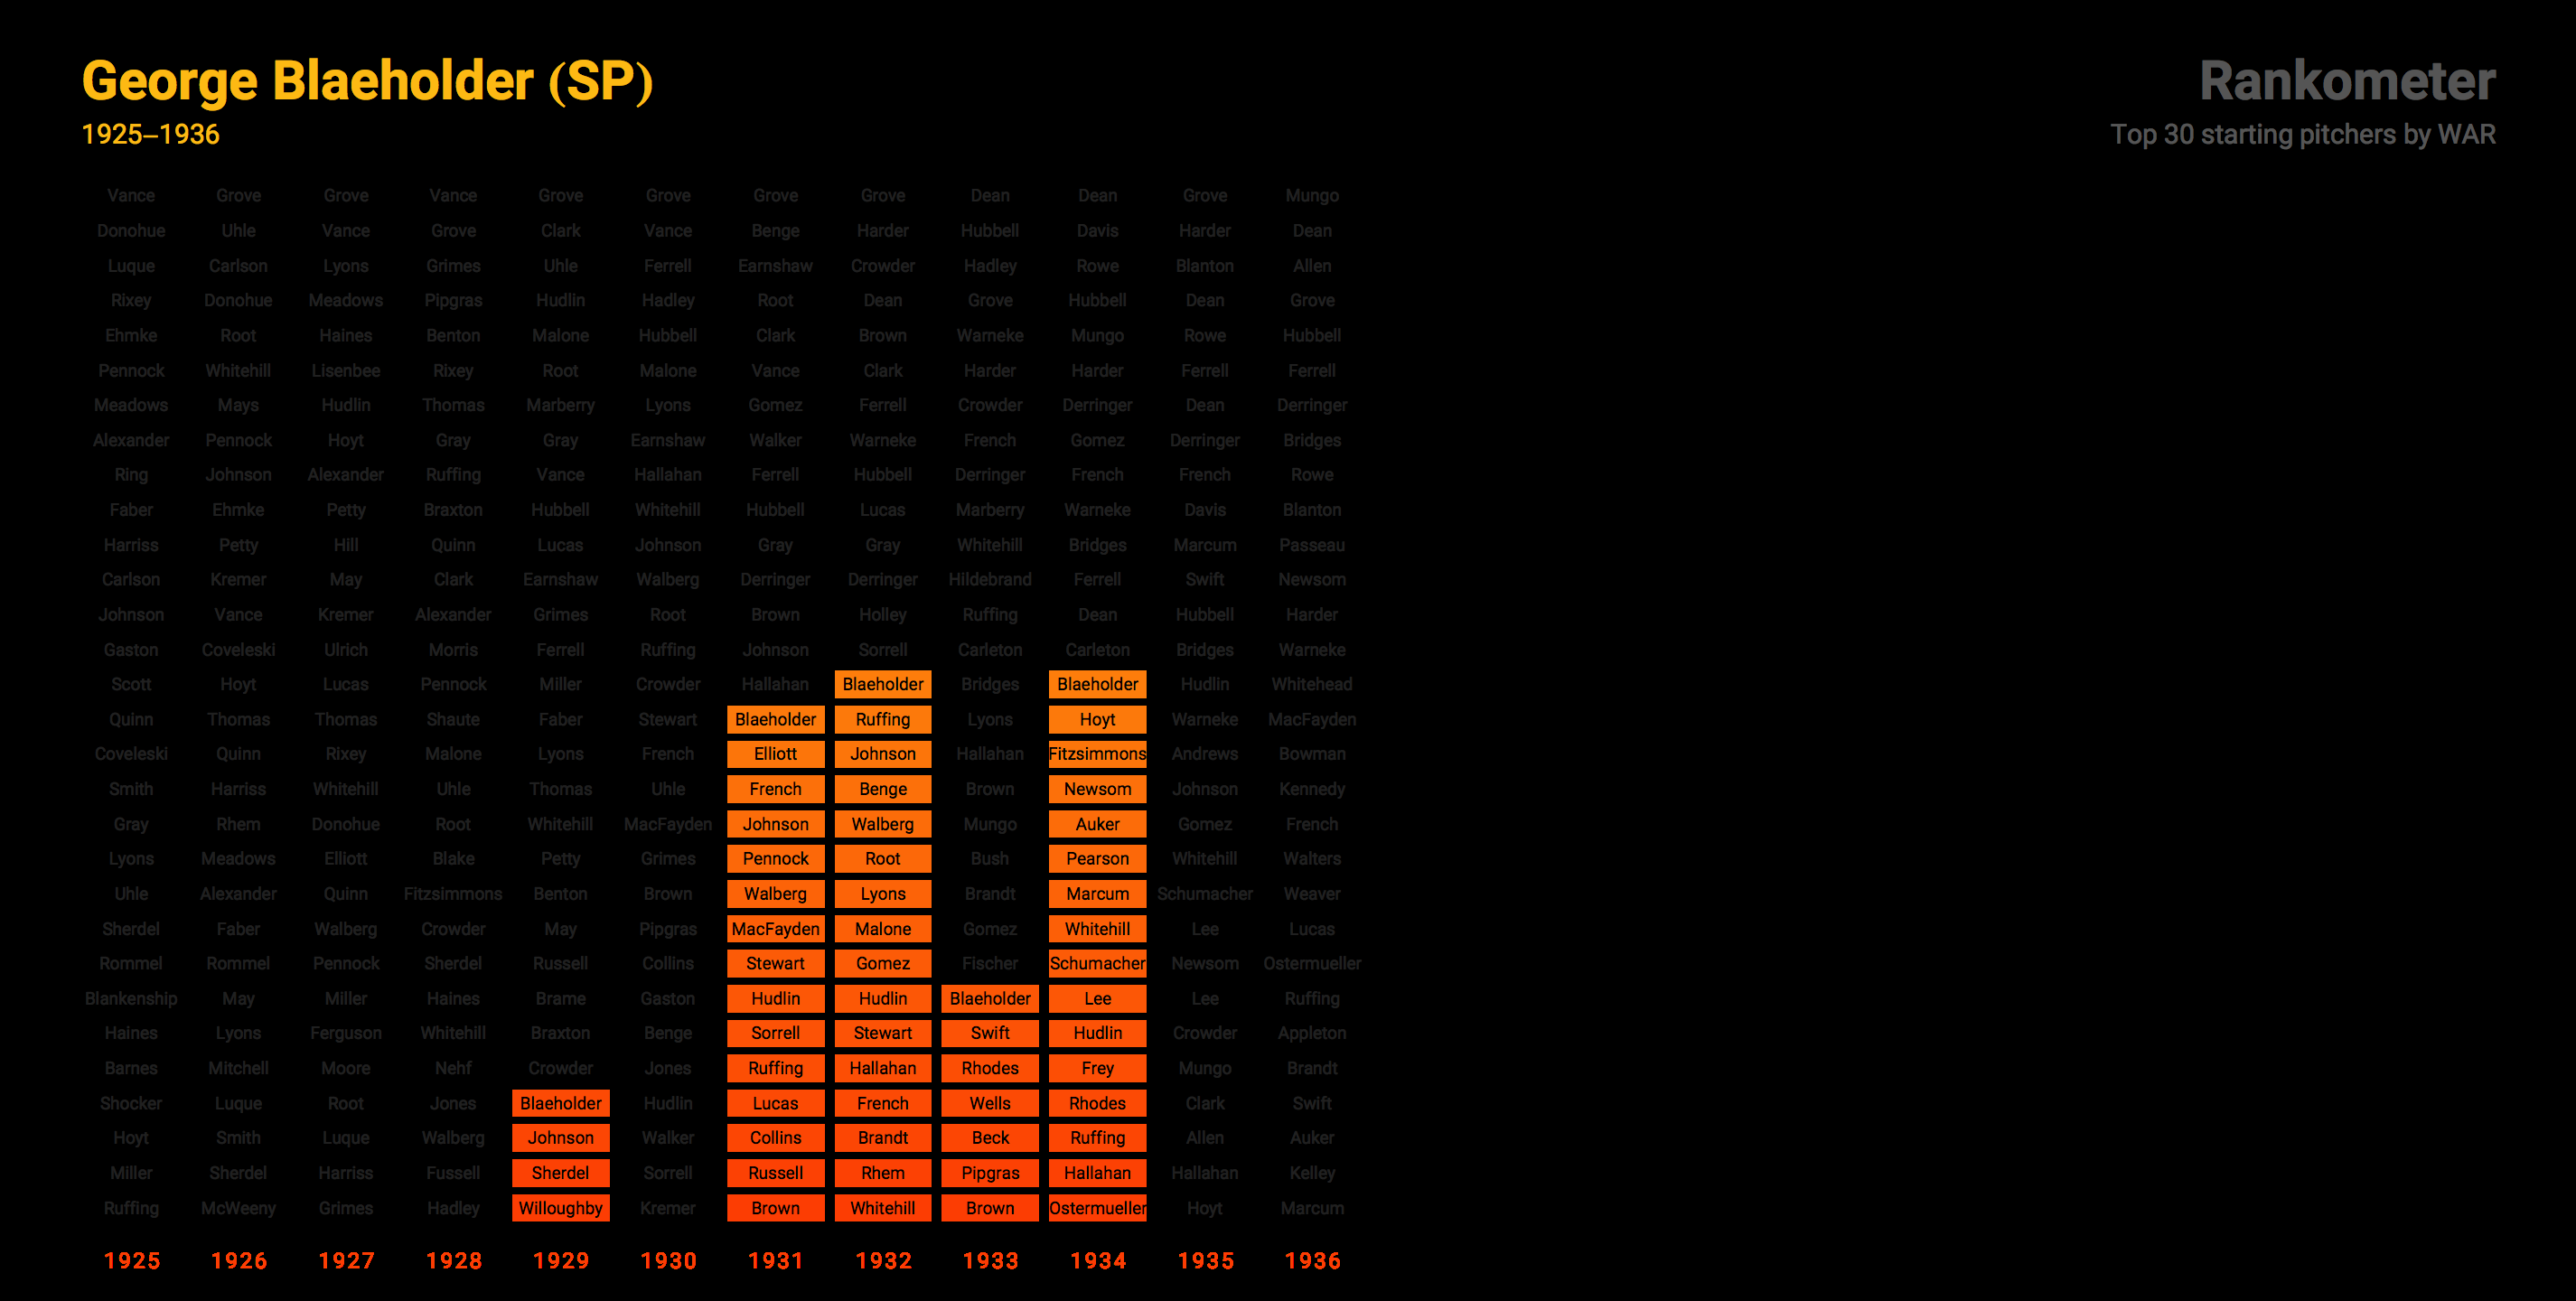 George Blaeholder (SP)
1925–1936
Rankometer
Top 30 starting pitchers by WAR
Vance Grove Grove Vance Grove Grove Grove Grove Dean Dean Grove Mungo
Donohue Uhle Vance Grove Clark Vance Benge Harder Hubbell Davis Harder Dean
Luque Carlson Lyons Grimes Uhle Ferrell Earnshaw Crowder Hadley Rowe Blanton Allen
Rixey Donohue Meadows Pipgras Hudlin Hadley Root Dean Grove Hubbell Dean Grove
Ehmke Root Haines Benton Malone Hubbell Clark Brown Warneke Mungo Rowe Hubbell
Pennock Whitehill Lisenbee Rixey Root Malone Vance Clark Harder Harder Ferrell Ferrell
Meadows Mays Hudlin Thomas Marberry Lyons Gomez Ferrell Crowder Derringer Dean Derringer
Alexander Pennock Hoyt Gray Gray Earnshaw Walker Warneke French Gomez Derringer Bridges
Ring Johnson Alexander Ruffing Vance Hallahan Ferrell Hubbell Derringer French French Rowe
Faber Ehmke Petty Braxton Hubbell Whitehill Hubbell Lucas Marberry Warneke Davis Blanton
Harriss Petty Hill Quinn Lucas Johnson Gray Gray Whitehill Bridges Marcum Passeau
Carlson Kremer May Clark Earnshaw Walberg Derringer Derringer Hildebrand Ferrell Swift Newsom
Johnson Vance Kremer Alexander Grimes Root Brown Holley Ruffing Dean Hubbell Harder
Gaston Coveleski Ulrich Morris Ferrell Ruffing Johnson Sorrell Carleton Carleton Bridges Warneke
Scott Hoyt Lucas Pennock Miller Crowder Hallahan Blaeholder Bridges Blaeholder Hudlin Whitehead
Quinn Thomas Thomas Shaute Faber Stewart Blaeholder Ruffing Lyons Hoyt Warneke MacFayden
Coveleski Quinn Rixey Malone Lyons French Elliott Johnson Hallahan Fitzsimmons Andrews Bowman
Smith Harriss Whitehill Uhle Thomas Uhle French Benge Brown Newsom Johnson Kennedy
Gray Rhem Donohue Root Whitehill MacFayden Johnson Walberg Mungo Auker Gomez French
Lyons Meadows Elliott Blake Petty Grimes Pennock Root Bush Pearson Whitehill Walters
Uhle Alexander Quinn Fitzsimmons Benton Brown Walberg Lyons Brandt Marcum Schumacher Weaver
Sherdel Faber Walberg Crowder May Pipgras MacFayden Malone Gomez Whitehill Lee Lucas
Rommel Rommel Pennock Sherdel Russell Collins Stewart Gomez Fischer Schumacher Newsom Ostermueller
Blankenship May Miller Haines Brame Gaston Hudlin Hudlin Blaeholder Lee Lee Ruffing
Haines Lyons Ferguson Whitehill Braxton Benge Sorrell Stewart Swift Hudlin Crowder Appleton
Barnes Mitchell Moore Nehf Crowder Jones Ruffing Hallahan Rhodes Frey Mungo Brandt
Shocker Luque Root Jones Blaeholder Hudlin Lucas French Wells Rhodes Clark Swift
Hoyt Smith Luque Walberg Johnson Walker Collins Brandt Beck Ruffing Allen Auker
Miller Sherdel Harriss Fussell Sherdel Sorrell Russell Rhem Pipgras Hallahan Hallahan Kelley
Ruffing McWeeny Grimes Hadley Willoughby Kremer Brown Whitehill Brown Ostermueller Hoyt Marcum
1925 1926 1927 1928 1929 1930 1931 1932 1933 1934 1935 1936